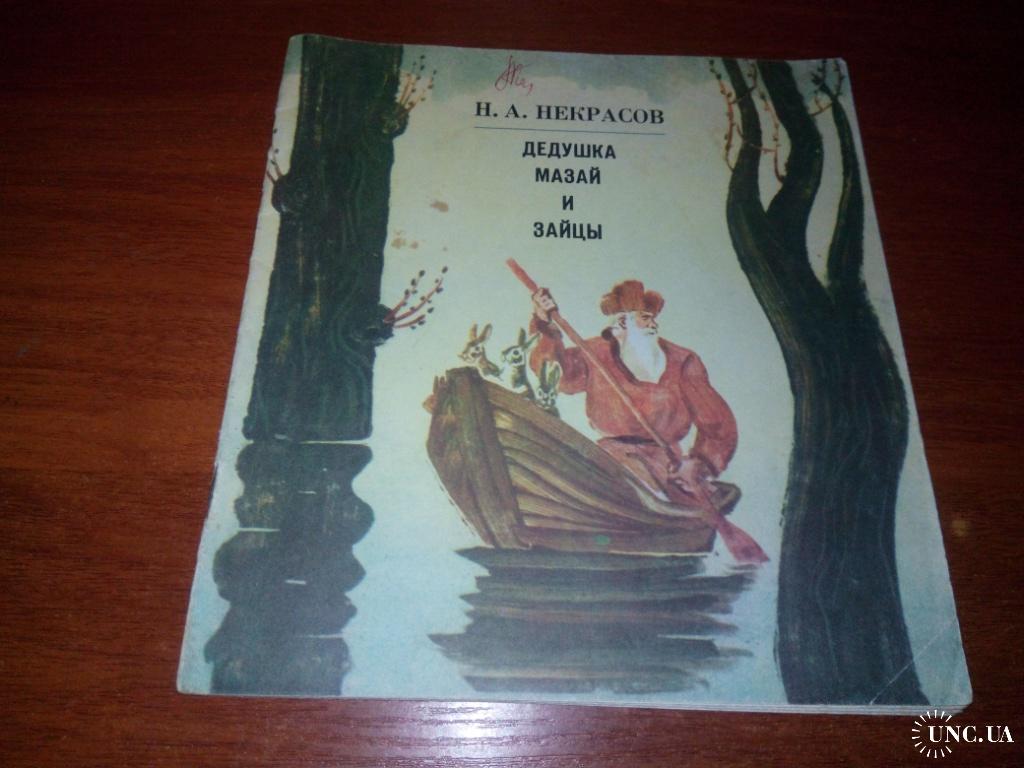 Н. А. НЕКРАСОВ
ДЕДУШКА
МАЗАЙ
И
ЗАЙЦЫ
UNC.UA